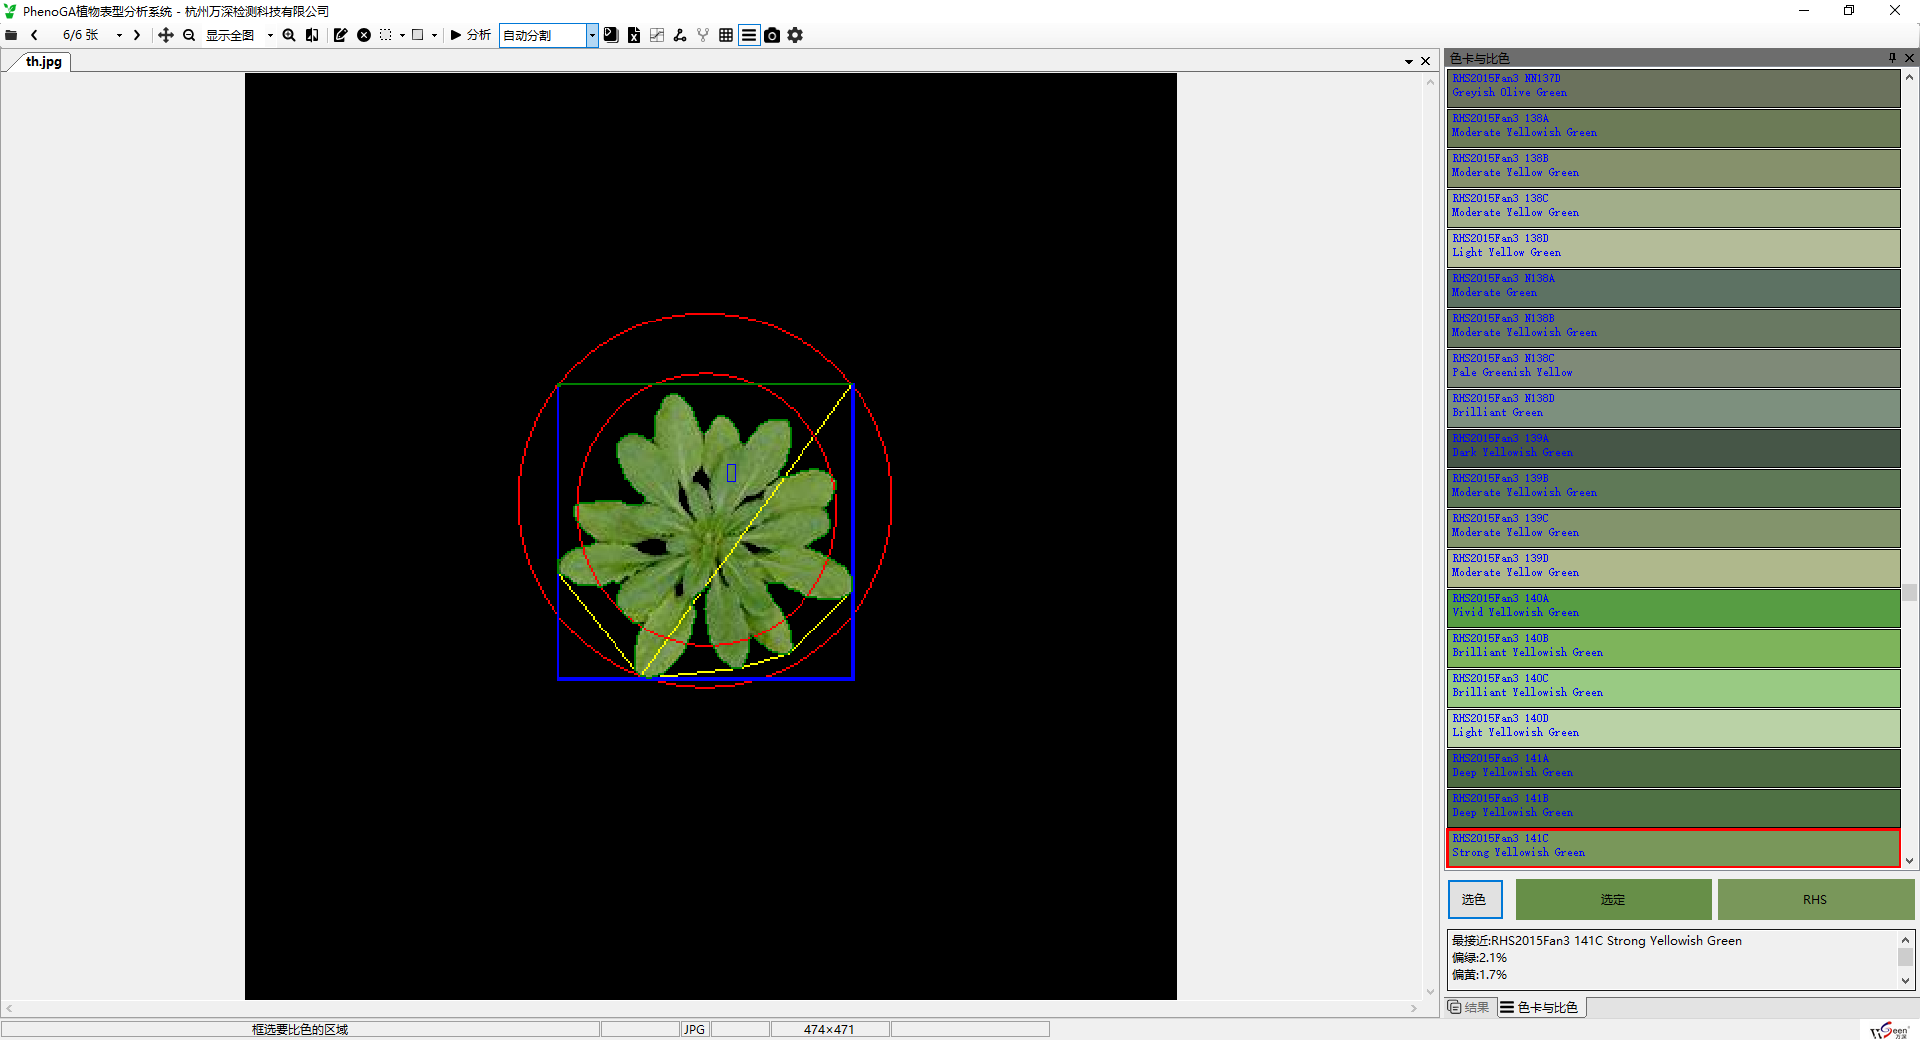 PhenoGA植物表型分析系统 - 杭州万深检测科技有限公司
6/6 张
显示全图
分析
自动分割
th.jpg
色卡与比色
RHS2015Fan3 NN137D
Greyish Olive Green
RHS2015Fan3 138A
Moderate Yellowish Green
RHS2015Fan3 138B
Moderate Yellow Green
RHS2015Fan3 138C
Moderate Yellow Green
RHS2015Fan3 138D
Light Yellow Green
RHS2015Fan3 N138A
Moderate Green
RHS2015Fan3 N138B
Moderate Yellowish Green
RHS2015Fan3 N138C
Pale Greenish Yellow
RHS2015Fan3 N138D
Brilliant Green
RHS2015Fan3 139A
Dark Yellowish Green
RHS2015Fan3 139B
Moderate Yellowish Green
RHS2015Fan3 139C
Moderate Yellow Green
RHS2015Fan3 139D
Moderate Yellow Green
RHS2015Fan3 140A
Vivid Yellowish Green
RHS2015Fan3 140B
Brilliant Yellowish Green
RHS2015Fan3 140C
Brilliant Yellowish Green
RHS2015Fan3 140D
Light Yellowish Green
RHS2015Fan3 141A
Deep Yellowish Green
RHS2015Fan3 141B
Deep Yellowish Green
RHS2015Fan3 141C
Strong Yellowish Green
选色
选定
RHS
最接近:RHS2015Fan3 141C Strong Yellowish Green
偏绿:2.1%
偏黄:1.7%
结果
色卡与比色
框选要比色的区域
JPG
474×471
WSeen
万深